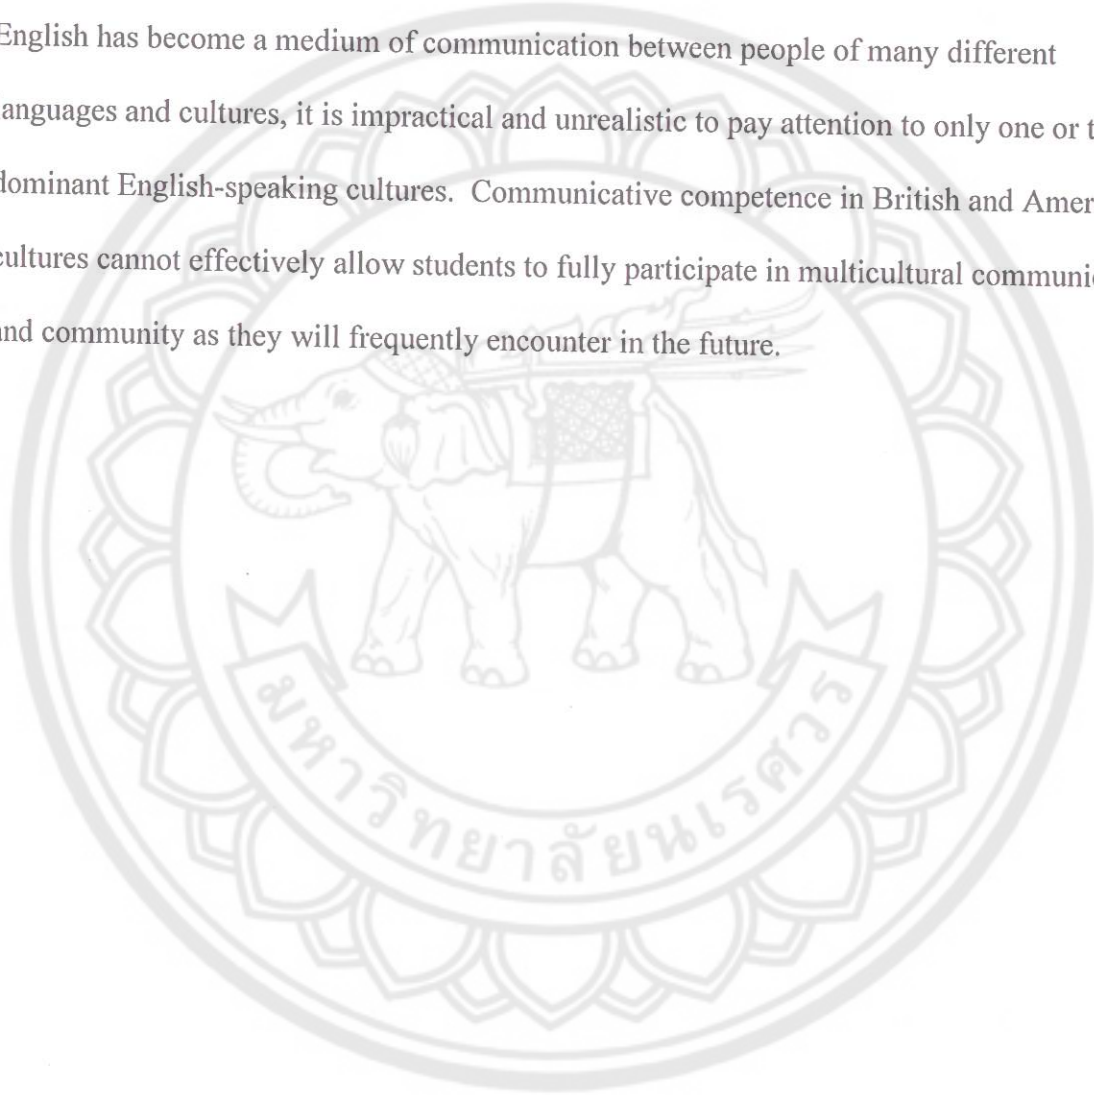 English has become a medium of communication between people of many different
languages and cultures, it is impractical and unrealistic to pay attention to only one or
dominant English-speaking cultures.  Communicative competence in British and
cultures cannot effectively allow students to fully participate in multicultural
and community as they will frequently encounter in the future.
มหาวิทยาลัยนเรศวร